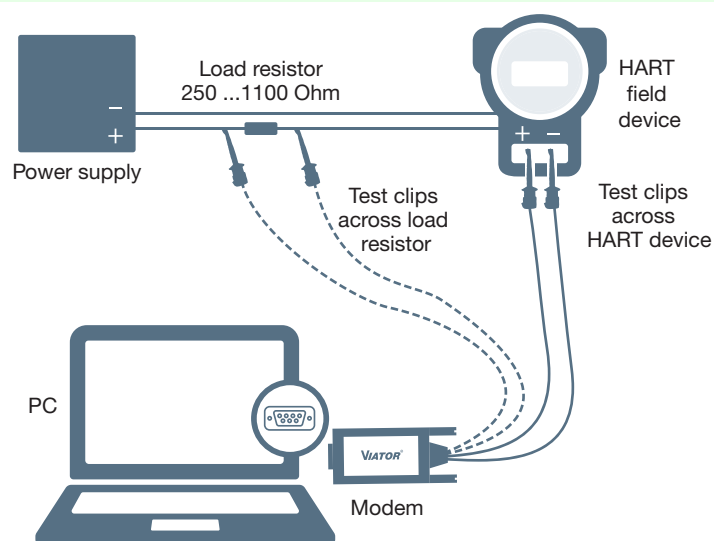 Load resistor
250 ...1100 Ohm
HART
field
device
−
+
+ −
Power supply
Test clips
across load
resistor
Test clips
across
HART device
PC
VIATOR®
Modem